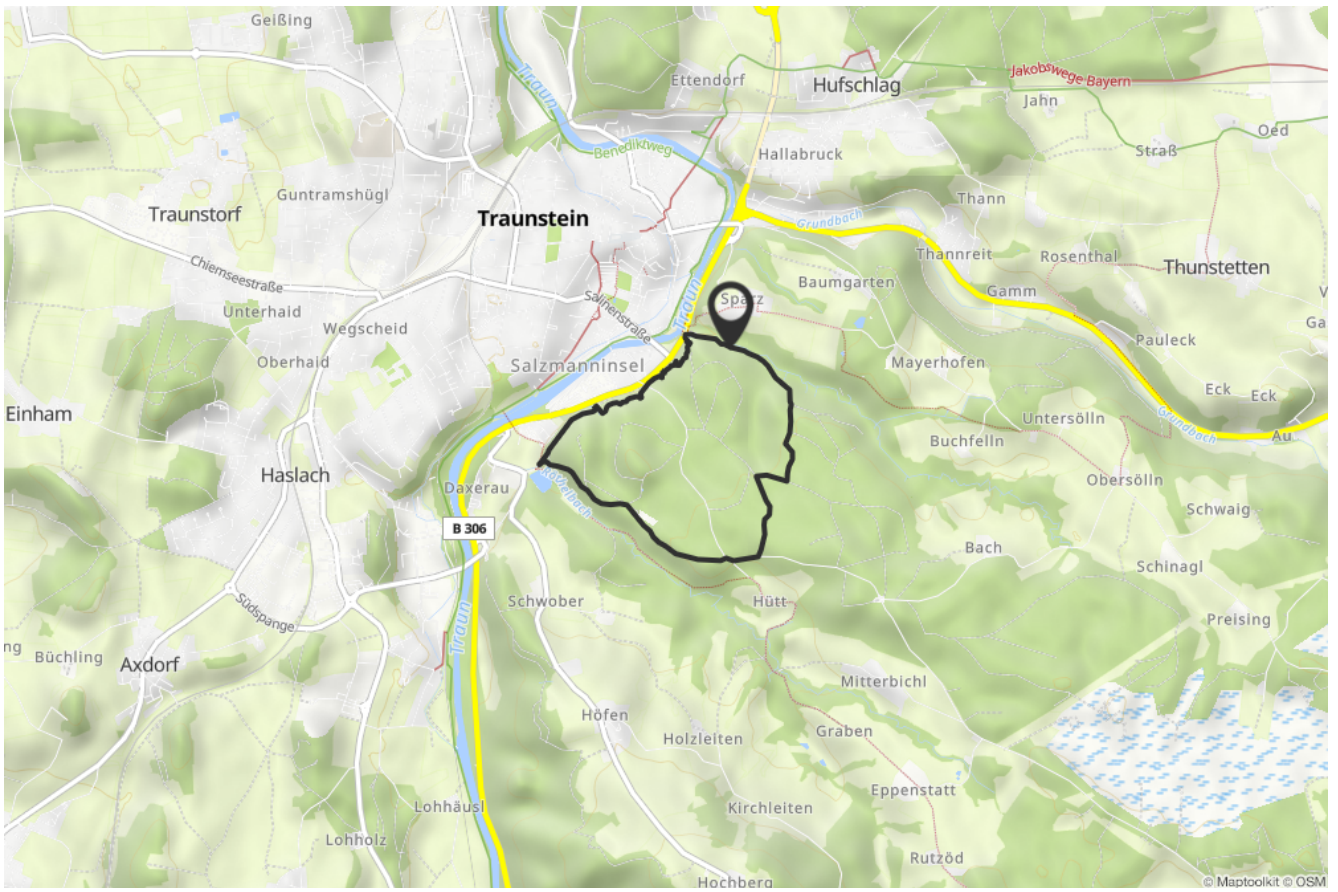 Geißing
Ettendorf
Hufschlag
Jakobswege Bayern
Jahn
Oed
Straß
Traun
Benediktweg
Hallabruck
Guntramshügl
Traunstorf
Traunstein
Thann
Grundbach
Thannreit
Rosenthal
Thunstetten
Chiemseestraße
Baumgarten
Gamm
Sparz
Traun
Unterhaid
Salinenstraße
Wegscheid
Pauleck
Oberhaid
Salzmanninsel
Mayerhofen
Eck
Eck
Einham
Untersölln
Grundbach
Au
Buchfelln
Haslach
Daxerau
Obersölln
B 306
Schwaig
Bach
Schinagl
Schwober
Hütt
Südspange
Preising
Traun
Büchling
Axdorf
Mitterbichl
Höfen
Holzleiten
Graben
Eppenstatt
Lohhäusl
Kirchleiten
Lohholz
Rutzöd
Hochberg
© Maptoolkit © OSM